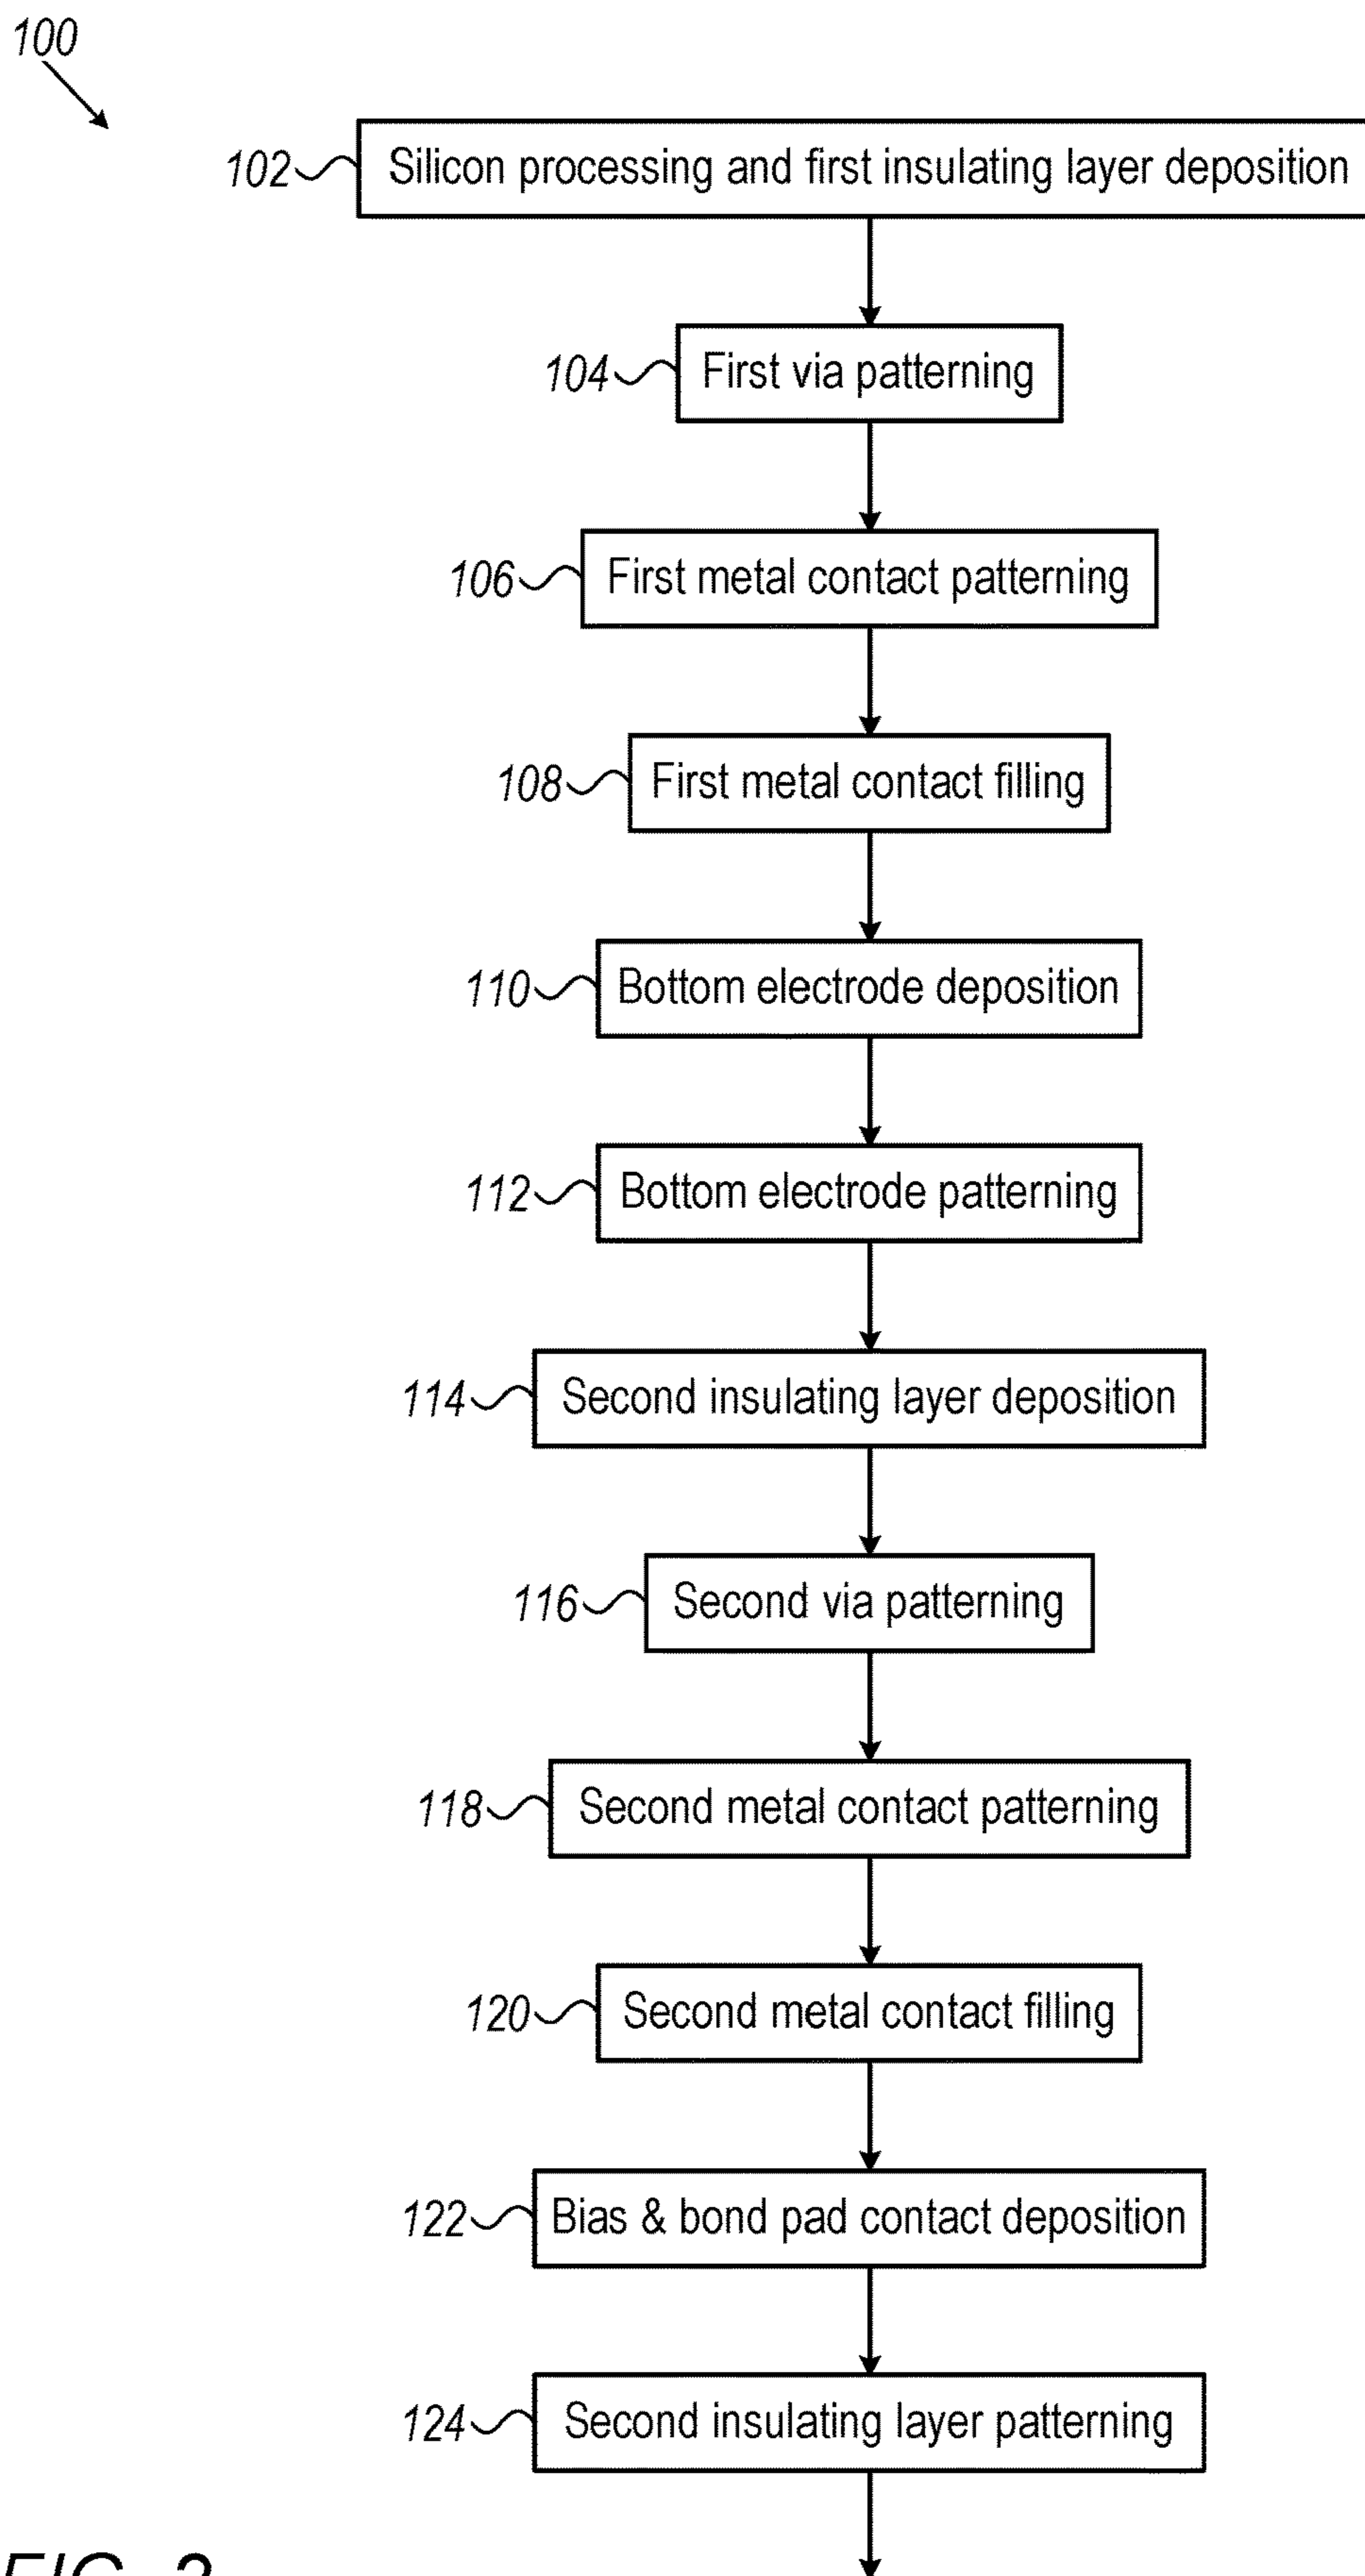 100
102 Silicon processing and first insulating layer deposition
104 First via patterning
106 First metal contact patterning
108 First metal contact filling
110 Bottom electrode deposition
112 Bottom electrode patterning
114 Second insulating layer deposition
116 Second via patterning
118 Second metal contact patterning
120 Second metal contact filling
122 Bias & bond pad contact deposition
124 Second insulating layer patterning
FIG.